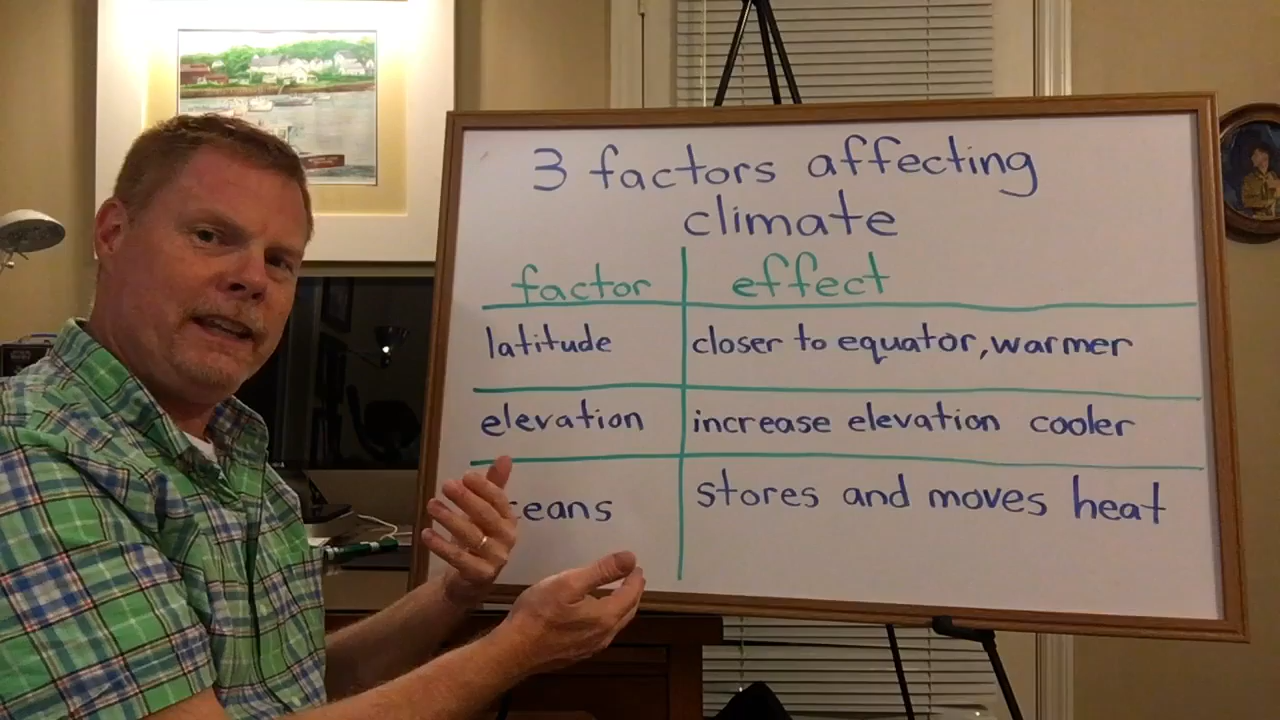 3 factors affecting
climate
factor effect
latitude closer to equator, warmer
elevation increase elevation cooler
ceans stores and moves heat